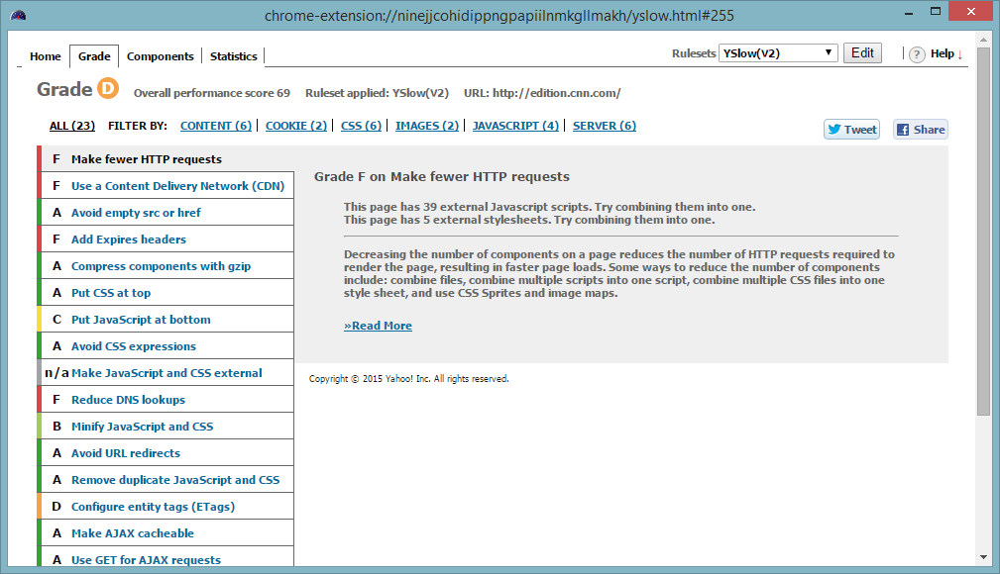 chrome-extension://ninejjcohidippngpapiilnmkgllmakh/yslow.html#255
Home Grade Components Statistics Rulesets YSlow(V2) Edit ? Help ↓
Grade D Overall performance score 69 Ruleset applied: YSlow(V2) URL: http://edition.cnn.com/
ALL (23) FILTER BY: CONTENT (6) COOKIE (2) CSS (6) IMAGES (2) JAVASCRIPT (4) SERVER (6)
Tweet Share
F Make fewer HTTP requests
F Use a Content Delivery Network (CDN)
A Avoid empty src or href
F Add Expires headers
A Compress components with gzip
A Put CSS at top
C Put JavaScript at bottom
A Avoid CSS expressions
n/a Make JavaScript and CSS external
F Reduce DNS lookups
B Minify JavaScript and CSS
A Avoid URL redirects
A Remove duplicate JavaScript and CSS
D Configure entity tags (ETags)
A Make AJAX cacheable
A Use GET for AJAX requests
Grade F on Make fewer HTTP requests
This page has 39 external Javascript scripts. Try combining them into one.
This page has 5 external stylesheets. Try combining them into one.
Decreasing the number of components on a page reduces the number of HTTP requests required to
render the page, resulting in faster page loads. Some ways to reduce the number of components
include: combine files, combine multiple scripts into one script, combine multiple CSS files into one
style sheet, and use CSS Sprites and image maps.
»Read More
Copyright © 2015 Yahoo! Inc. All rights reserved.